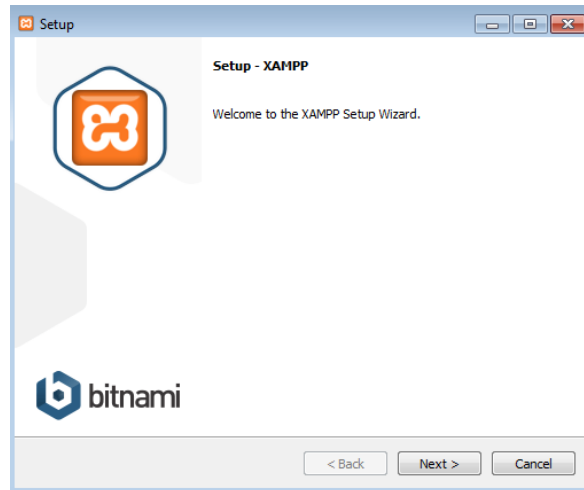 Setup
Setup - XAMPP
Welcome to the XAMPP Setup Wizard.
bitnami
< Back
Next >
Cancel